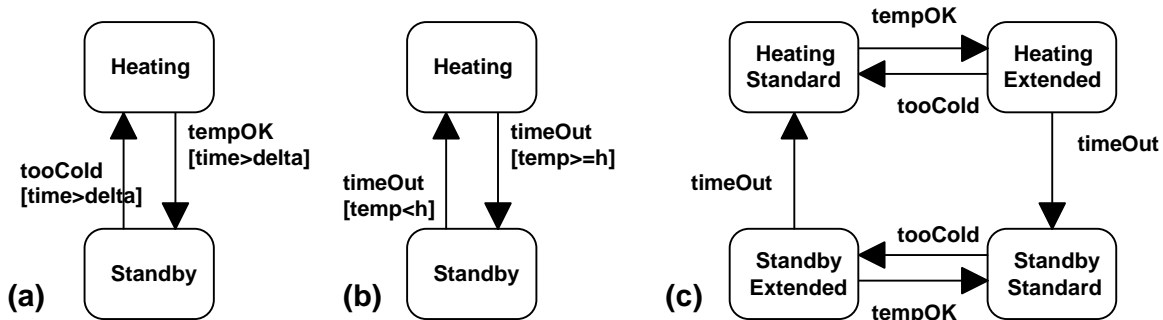 Heating
tempOK
[time>delta]
tooCold
[time>delta]
Standby
(a)
Heating
timeOut
[temp>=h]
timeOut
[temp<h]
Standby
(b)
tempOK
Heating
Standard
Heating
Extended
tooCold
timeOut
timeOut
tooCold
Standby
Extended
Standby
Standard
tempOK
(c)